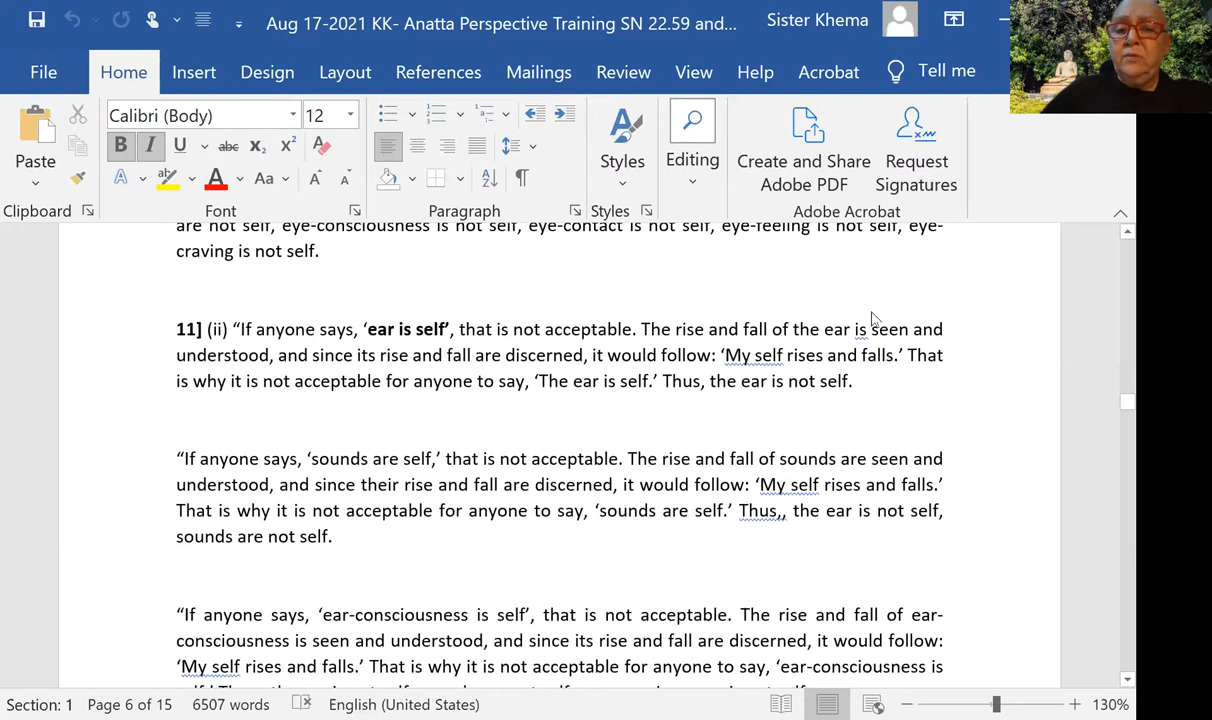 Aug 17-2021 KK- Anatta Perspective Training SN 22.59 and...
Sister Khema
File Home Insert Design Layout References Mailings Review View Help Acrobat Tell me
Paste
Calibri (Body) 12
B I U abc x2 x2
A A Aa A A
Styles
Editing
Create and Share
Adobe PDF
Request
Signatures
Clipboard Font Paragraph Styles Adobe Acrobat
are not self, eye-consciousness is not self, eye-contact is not self, eye-feeling is not self, eye-
craving is not self.
11] (ii) “If anyone says, ‘ear is self’, that is not acceptable. The rise and fall of the ear is seen and
understood, and since its rise and fall are discerned, it would follow: ‘My self rises and falls.’ That
is why it is not acceptable for anyone to say, ‘The ear is self.’ Thus, the ear is not self.
“If anyone says, ‘sounds are self,’ that is not acceptable. The rise and fall of sounds are seen and
understood, and since their rise and fall are discerned, it would follow: ‘My self rises and falls.’
That is why it is not acceptable for anyone to say, ‘sounds are self.’ Thus,, the ear is not self,
sounds are not self.
“If anyone says, ‘ear-consciousness is self’, that is not acceptable. The rise and fall of ear-
consciousness is seen and understood, and since its rise and fall are discerned, it would follow:
‘My self rises and falls.’ That is why it is not acceptable for anyone to say, ‘ear-consciousness is
Section: 1 Page 6 of 15 6507 words English (United States) 130%